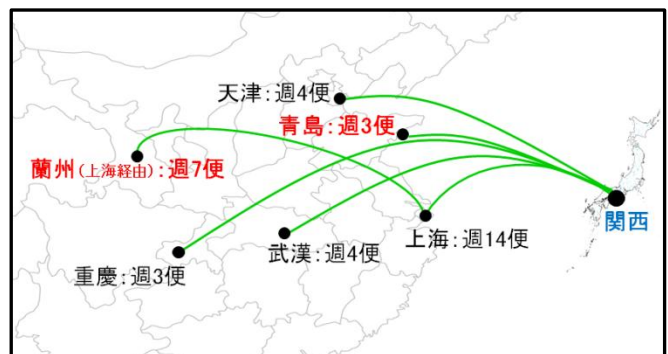 天津：週4便
青島：週3便
蘭州(上海経由)：週7便
関西
上海：週14便
武漢：週4便
重慶：週3便